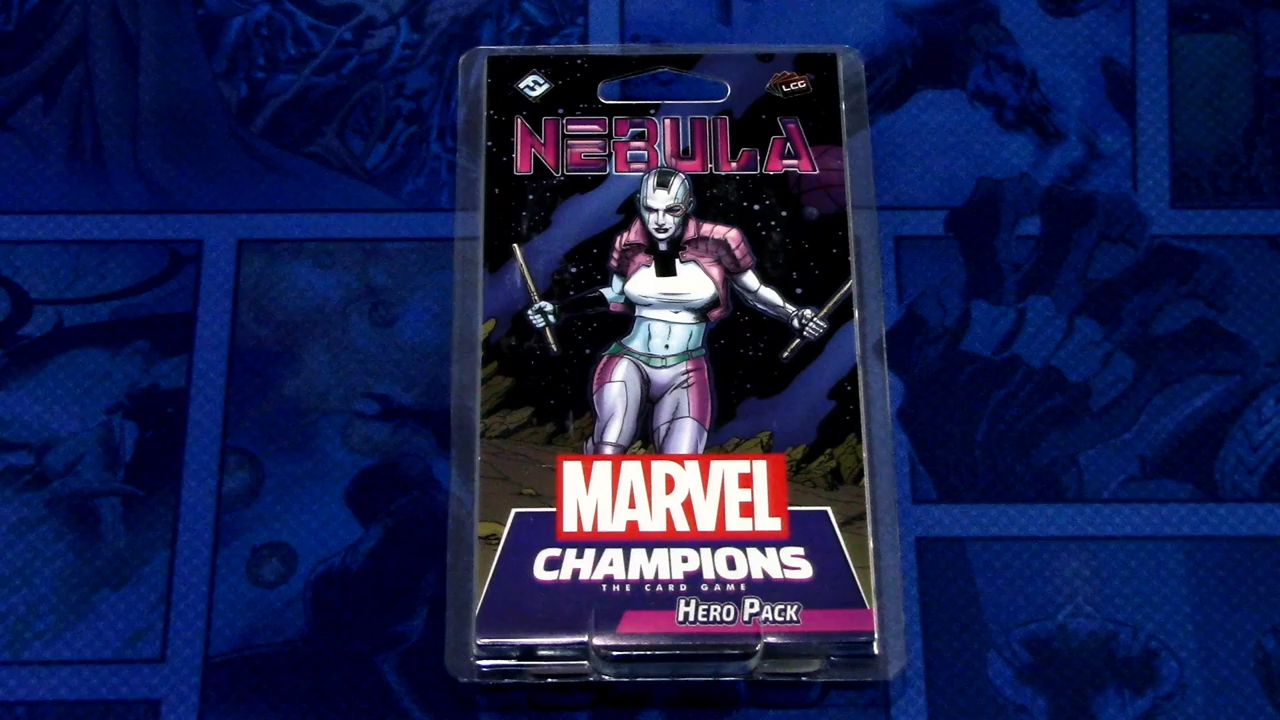 LCG
NEBULA
MARVEL
CHAMPIONS
THE CARD GAME
HERO PACK